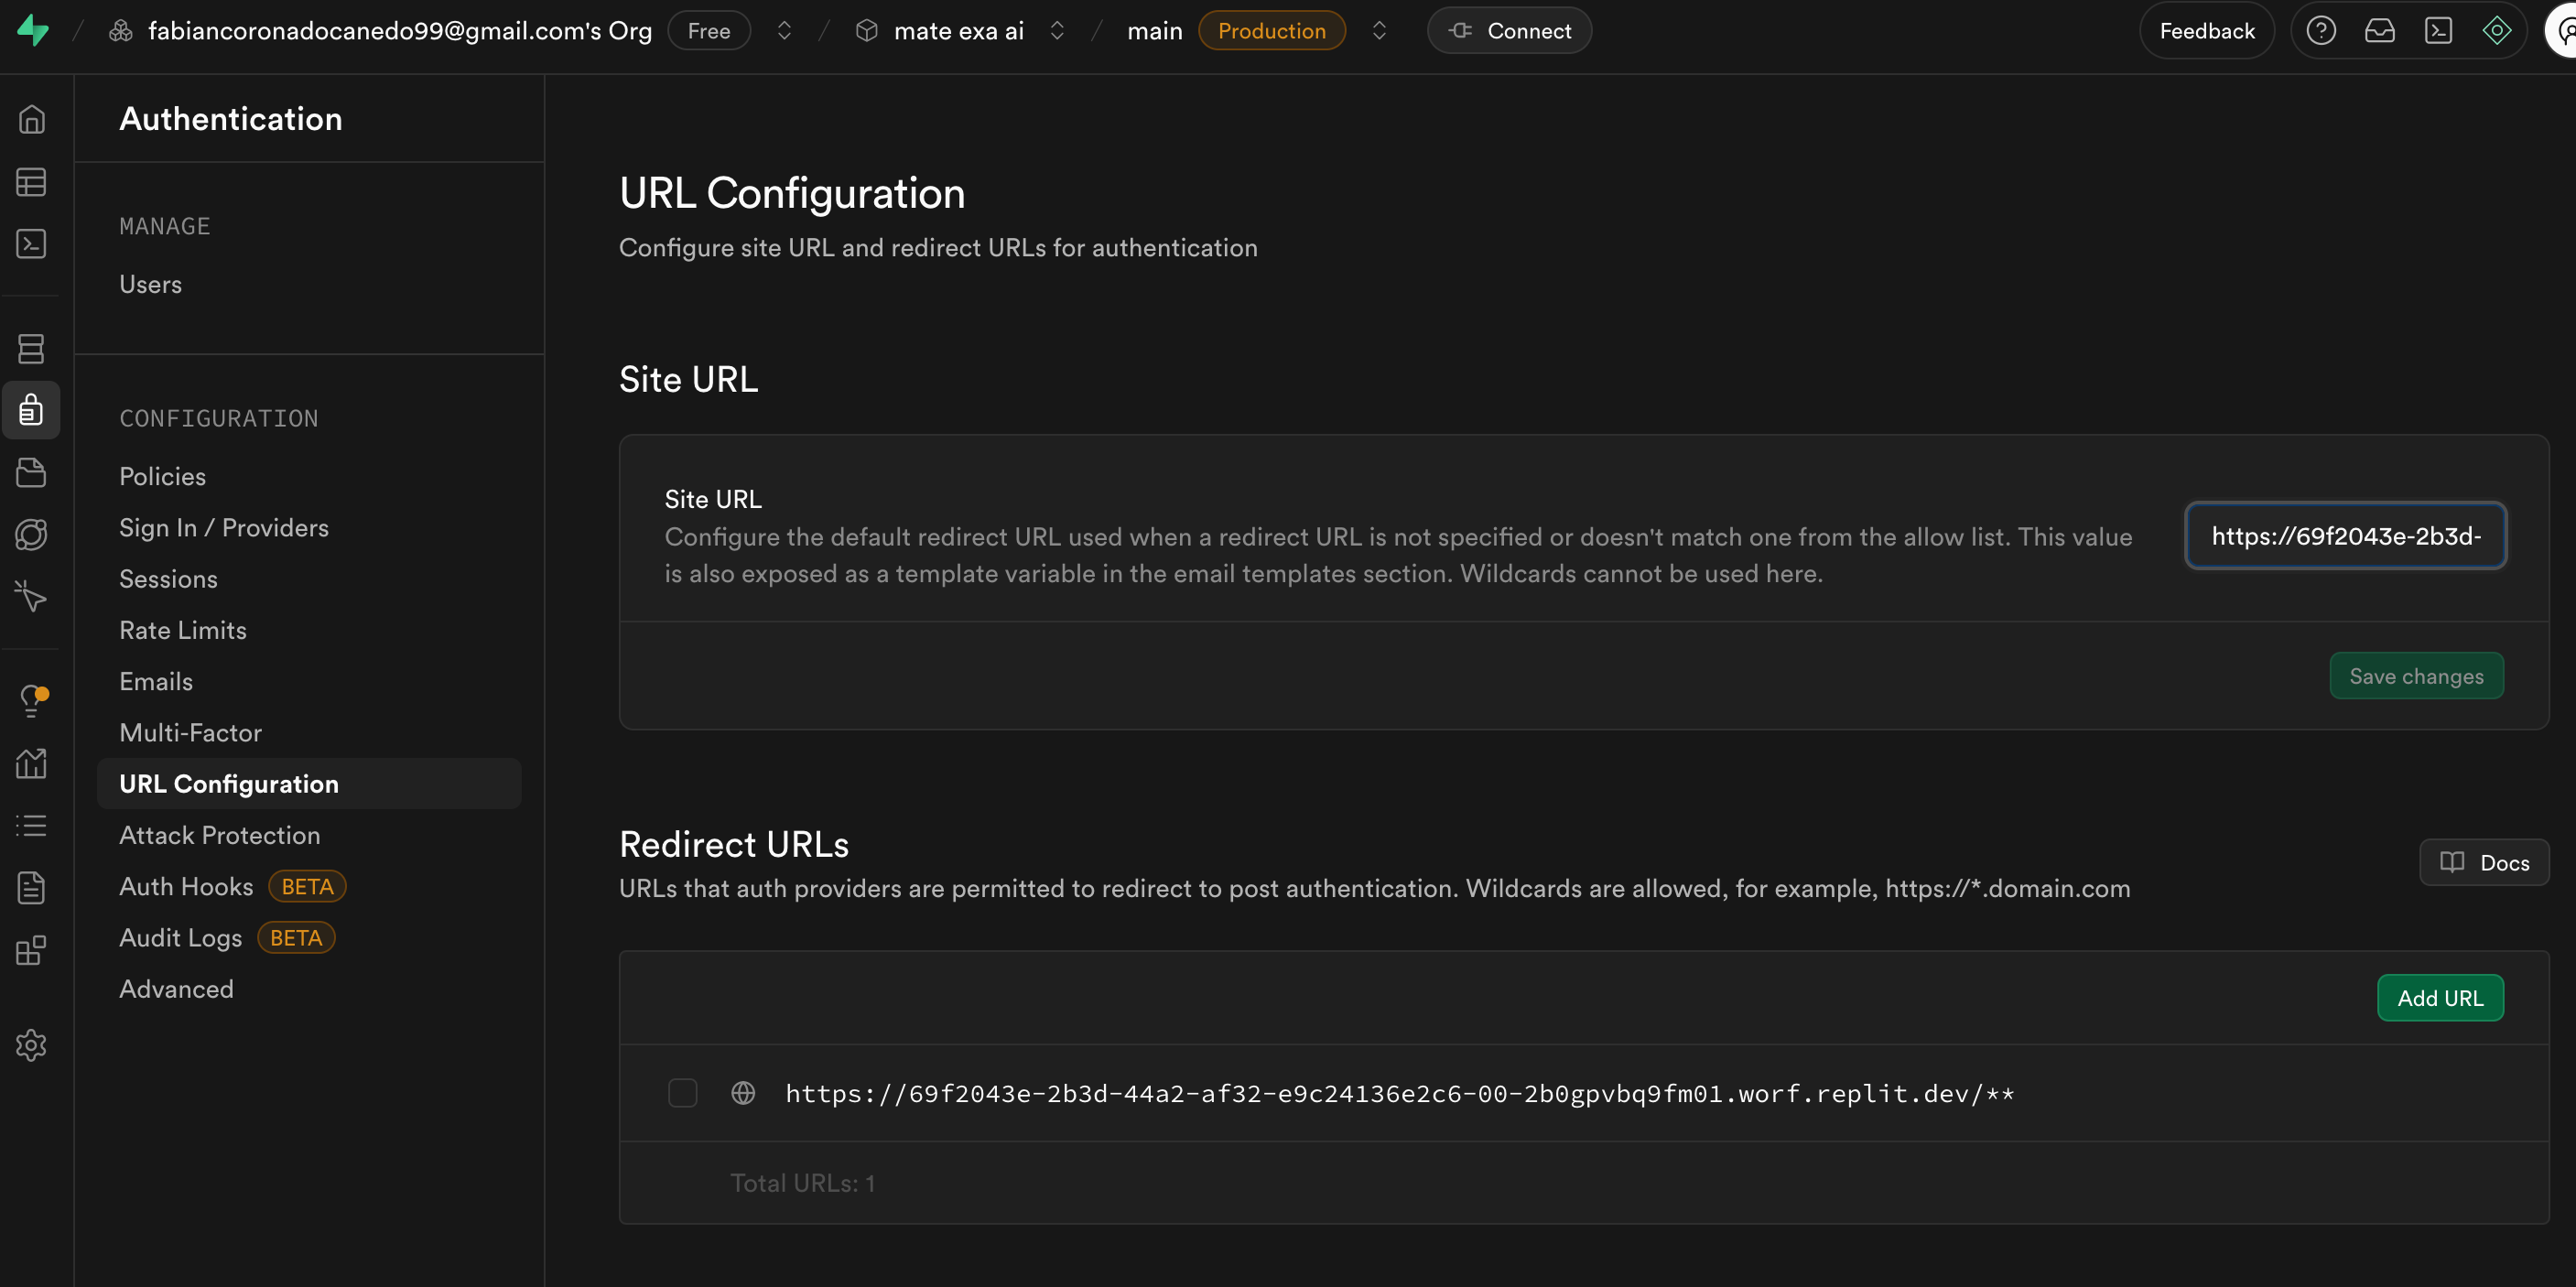 fabiancoronadocanedo99@gmail.com's Org Free mate exa ai main Production Connect Feedback
Authentication
MANAGE
Users
CONFIGURATION
Policies
Sign In / Providers
Sessions
Rate Limits
Emails
Multi-Factor
URL Configuration
Attack Protection
Auth Hooks BETA
Audit Logs BETA
Advanced
URL Configuration
Configure site URL and redirect URLs for authentication
Site URL
Site URL
Configure the default redirect URL used when a redirect URL is not specified or doesn't match one from the allow list. This value
is also exposed as a template variable in the email templates section. Wildcards cannot be used here.
https://69f2043e-2b3d-
Save changes
Redirect URLs
URLs that auth providers are permitted to redirect to post authentication. Wildcards are allowed, for example, https://*.domain.com
Docs
Add URL
https://69f2043e-2b3d-44a2-af32-e9c24136e2c6-00-2b0gpvbq9fm01.worf.replit.dev/**
Total URLs: 1